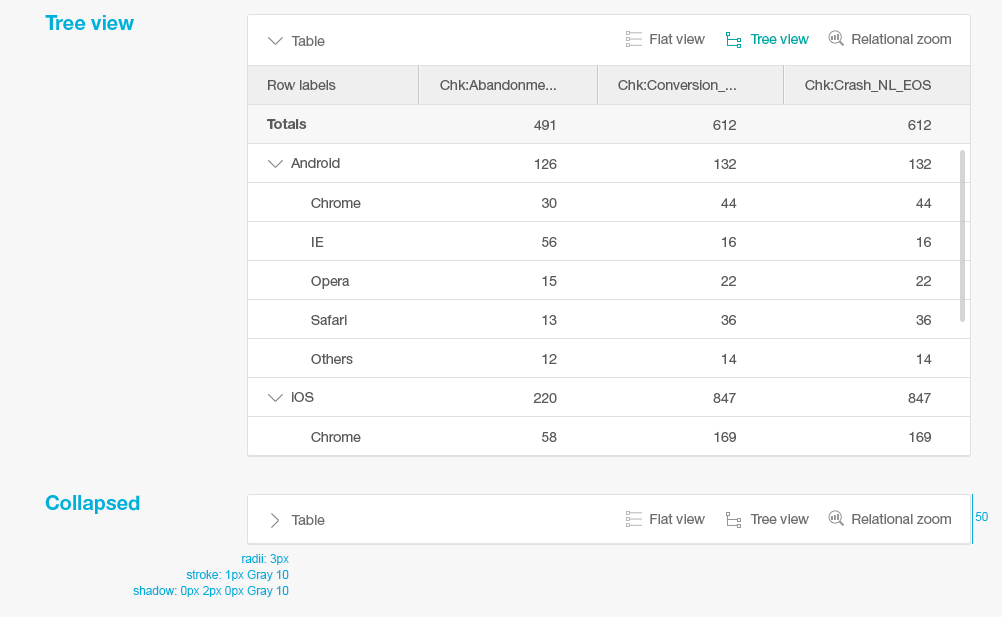 Tree view
Table Flat view Tree view Relational zoom
Row labels Chk:Abandonme... Chk:Conversion_... Chk:Crash_NL_EOS
Totals 491 612 612
Android 126 132 132
Chrome 30 44 44
IE 56 16 16
Opera 15 22 22
Safari 13 36 36
Others 12 14 14
iOS 220 847 847
Chrome 58 169 169
Collapsed
Table Flat view Tree view Relational zoom
50
radii: 3px
stroke: 1px Gray 10
shadow: 0px 2px 0px Gray 10